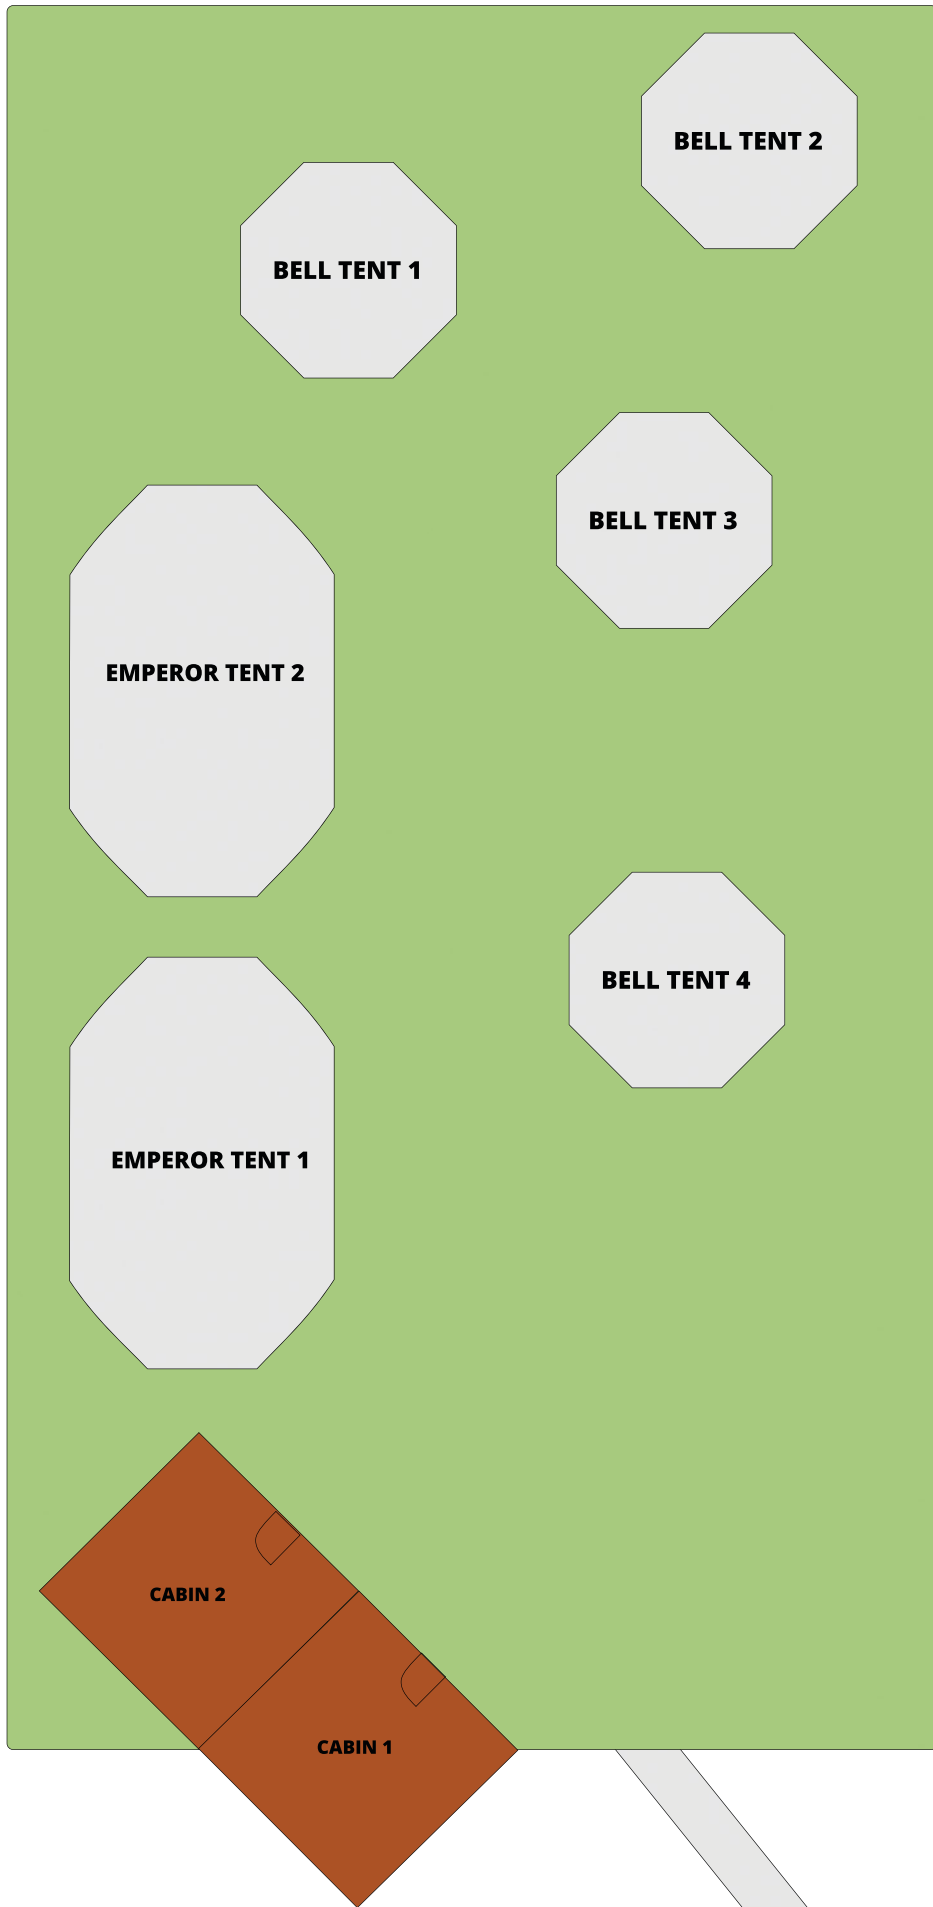 BELL TENT 2
BELL TENT 1
BELL TENT 3
EMPEROR TENT 2
BELL TENT 4
EMPEROR TENT 1
CABIN 2
CABIN 1